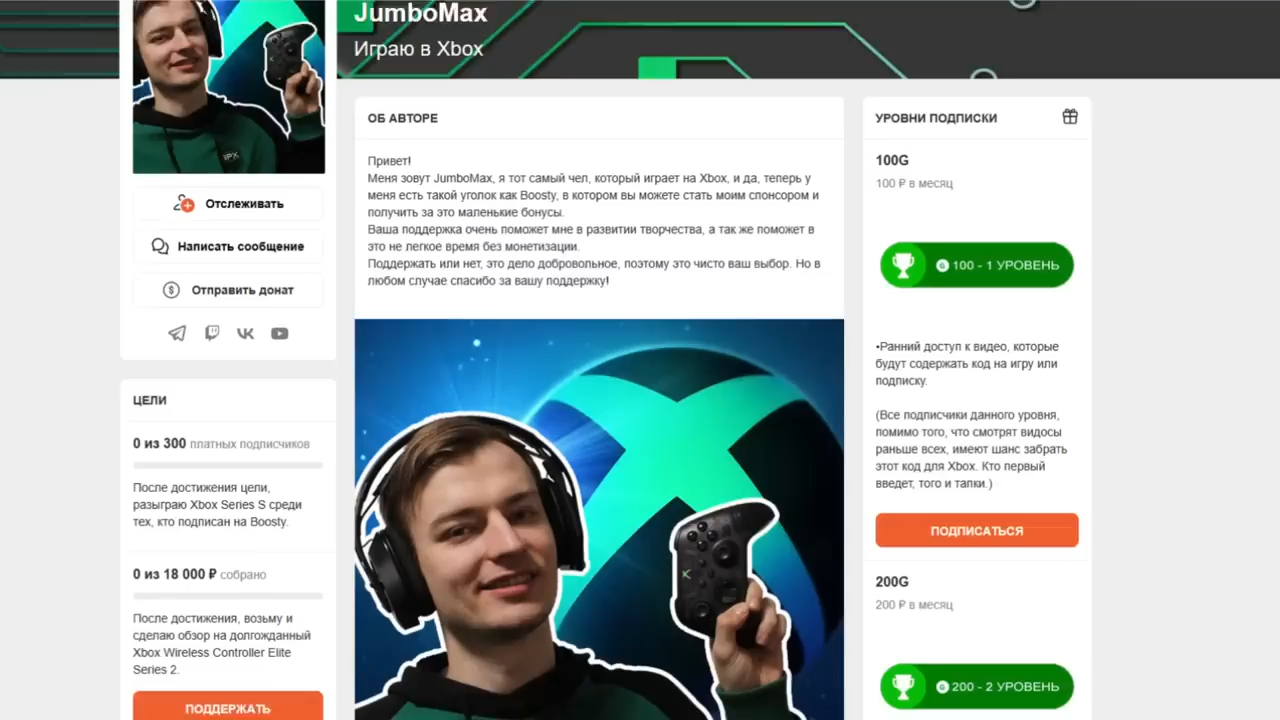 JumboMax
Играю в Xbox
Отслеживать
Написать сообщение
Отправить донат
ЦЕЛИ
0 из 300 платных подписчиков
После достижения цели,
разыграю Xbox Series S среди
тех, кто подписан на Boosty.
0 из 18 000 ₽ собрано
После достижения, возьму и
сделаю обзор на долгожданный
Xbox Wireless Controller Elite
Series 2.
ПОДДЕРЖАТЬ
ОБ АВТОРЕ
Привет!
Меня зовут JumboMax, я тот самый чел, который играет на Xbox, и да, теперь у
меня есть такой уголок как Boosty, в котором вы можете стать моим спонсором и
получить за это маленькие бонусы.
Ваша поддержка очень поможет мне в развитии творчества, а так же поможет в
это не легкое время без монетизации.
Поддержать или нет, это дело добровольное, поэтому это чисто ваш выбор. Но в
любом случае спасибо за вашу поддержку!
УРОВНИ ПОДПИСКИ
100G
100 ₽ в месяц
G 100 - 1 УРОВЕНЬ
•Ранний доступ к видео, которые
будут содержать код на игру или
подписку.
(Все подписчики данного уровня,
помимо того, что смотрят видосы
раньше всех, имеют шанс забрать
этот код для Xbox. Кто первый
введет, того и тапки.)
ПОДПИСАТЬСЯ
200G
200 ₽ в месяц
G 200 - 2 УРОВЕНЬ